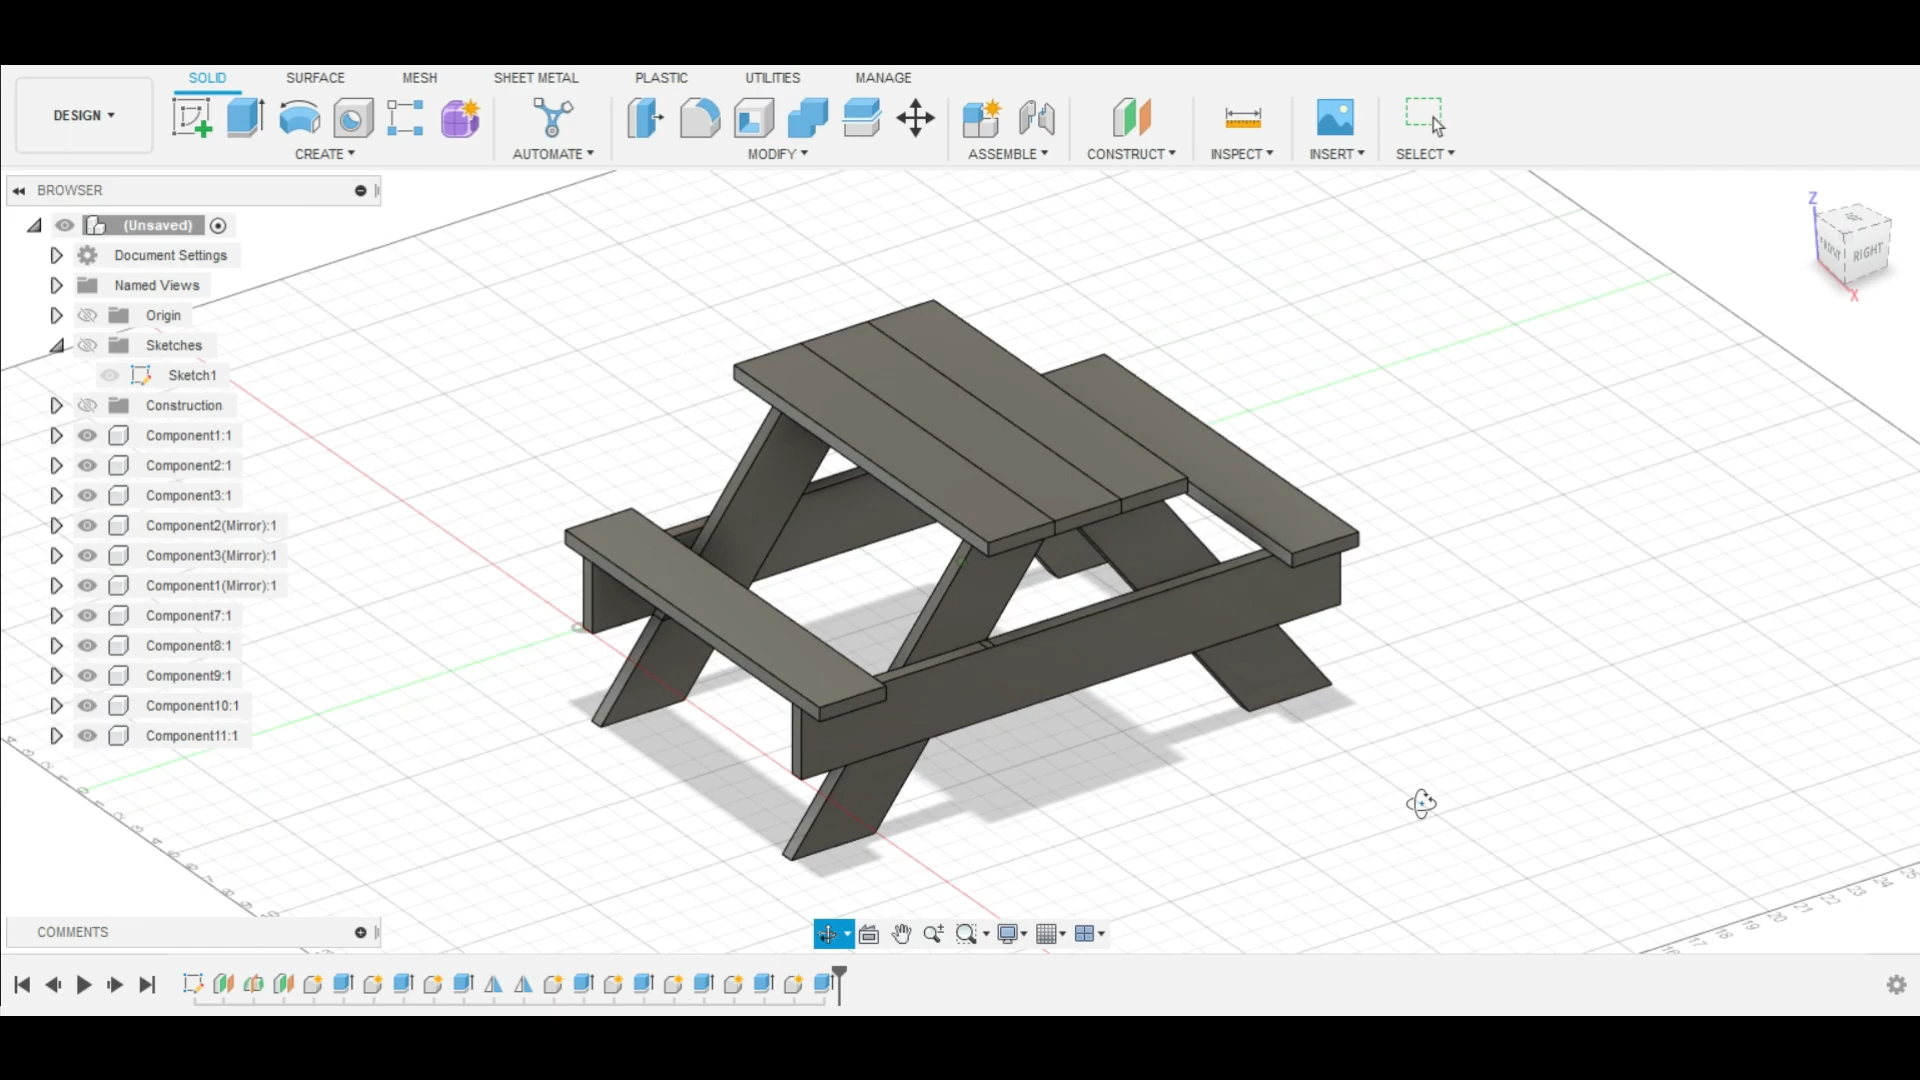 SOLID SURFACE MESH SHEET METAL PLASTIC UTILITIES MANAGE
DESIGN
CREATE AUTOMATE MODIFY ASSEMBLE CONSTRUCT INSPECT INSERT SELECT
BROWSER
(Unsaved)
Document Settings
Named Views
Origin
Sketches
Sketch1
Construction
Component1:1
Component2:1
Component3:1
Component2(Mirror):1
Component3(Mirror):1
Component1(Mirror):1
Component7:1
Component8:1
Component9:1
Component10:1
Component11:1
Z
RIGHT
X
COMMENTS